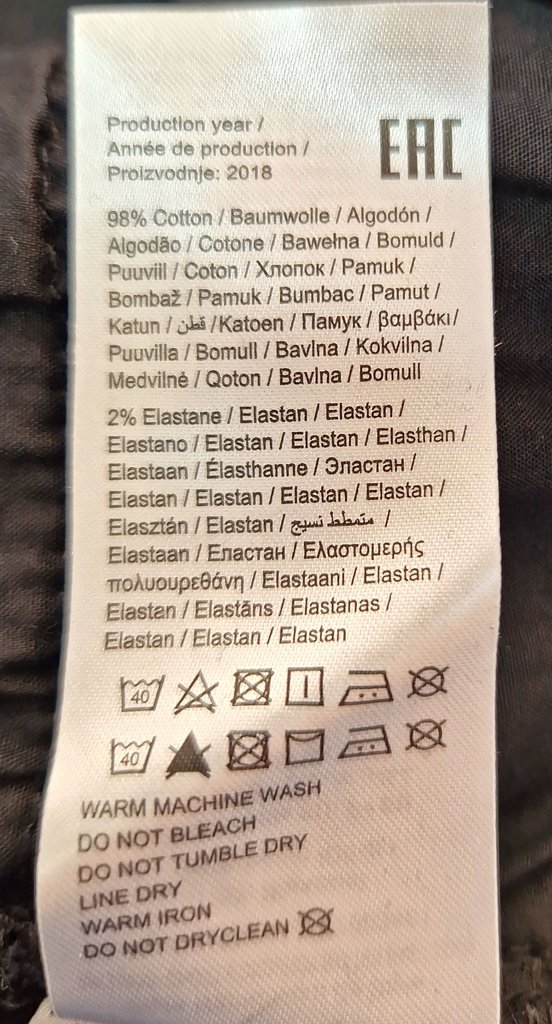 Production year /
Année de production /
Proizvodnje: 2018
EAC
98% Cotton / Baumwolle / Algodón /
Algodão / Cotone / Bawełna / Bomuld /
Puuviil / Coton / Хлопок / Pamuk /
Bombaž / Pamuk / Bumbac / Pamut /
Katun / قطن /Katoen / Памук / βαμβάκι/
Puuvilla / Bomull / Bavlna / Kokvilna /
Medvilnė / Qoton / Bavlna / Bomull
2% Elastane / Elastan / Elastan /
Elastano / Elastan / Elastan / Elasthan /
Elastaan / Élasthanne / Эластан /
Elastan / Elastan / Elastan / Elastan /
Elasztán / Elastan / متمطط نسيج /
Elastaan / Еластан / Ελαστομερής
πολυουρεθάνη / Elastaani / Elastan /
Elastan / Elastāns / Elastanas /
Elastan / Elastan / Elastan
40
40
WARM MACHINE WASH
DO NOT BLEACH
DO NOT TUMBLE DRY
LINE DRY
WARM IRON
DO NOT DRYCLEAN